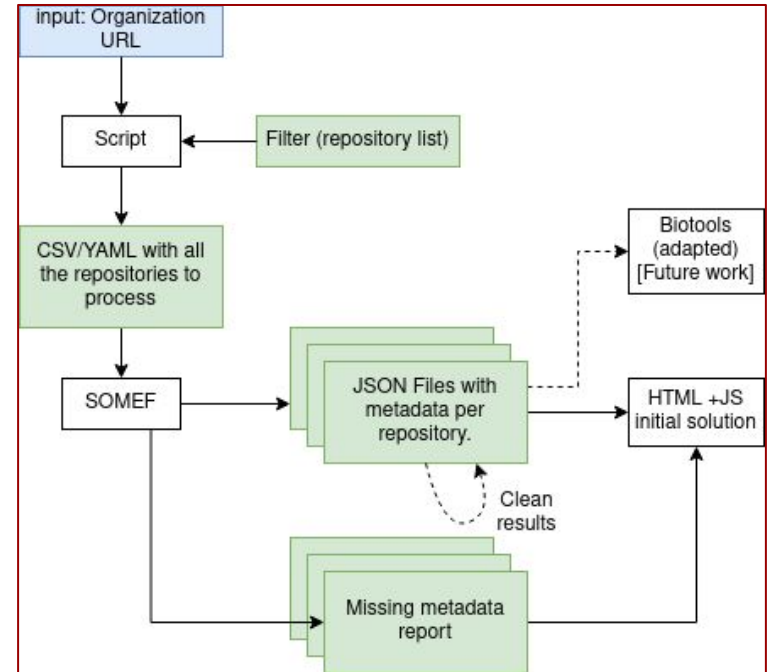 input: Organization
URL
Script
Filter (repository list)
CSV/YAML with all
the repositories to
process
Biotools
(adapted)
[Future work]
SOMEF
JSON Files with
metadata per
repository.
HTML +JS
initial solution
Clean
results
Missing metadata
report